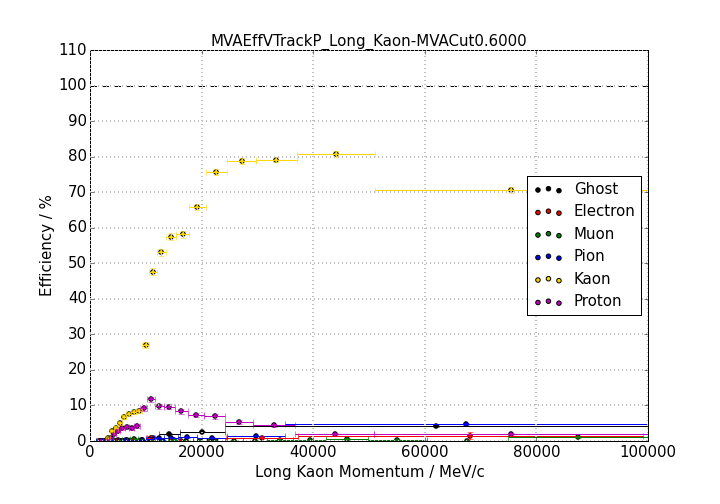 MVAEffVTrackP_Long_Kaon-MVACut0.6000
110
100
90
80
70
60
50
40
30
20
10
0
Efficiency / %
Ghost
Electron
Muon
Pion
Kaon
Proton
0 20000 40000 60000 80000 100000
Long Kaon Momentum / MeV/c